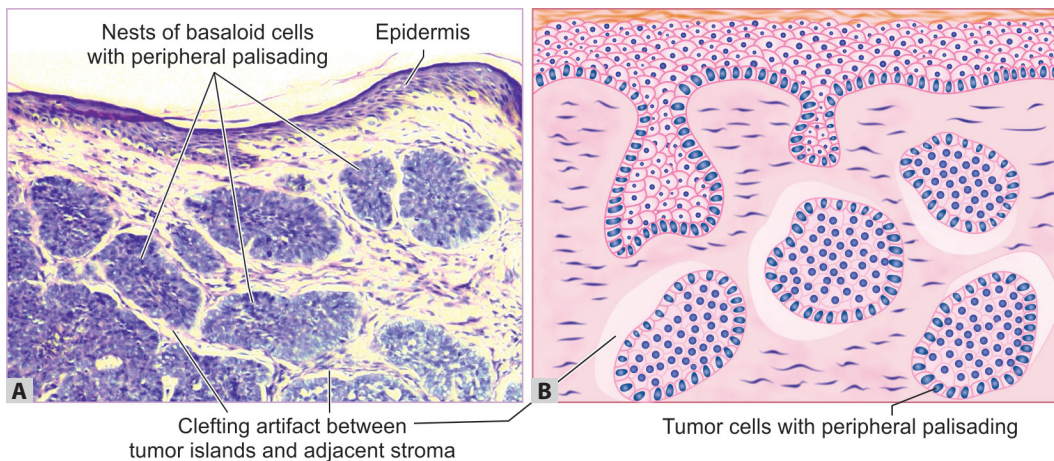 Nests of basaloid cells
with peripheral palisading
Epidermis
A
B
Clefting artifact between
tumor islands and adjacent stroma
Tumor cells with peripheral palisading